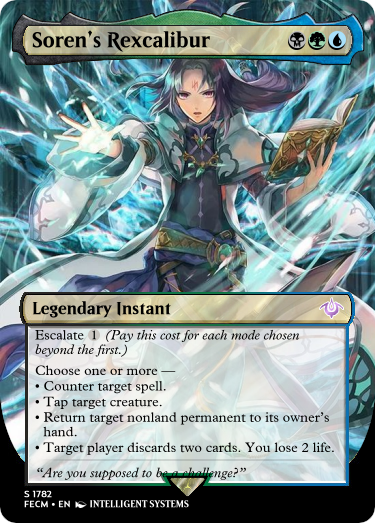 Soren's Rexcalibur
Legendary Instant
Escalate 1 (Pay this cost for each mode chosen
beyond the first.)
Choose one or more —
• Counter target spell.
• Tap target creature.
• Return target nonland permanent to its owner's
hand.
• Target player discards two cards. You lose 2 life.
“Are you supposed to be a challenge?”
S 1782
FECM • EN INTELLIGENT SYSTEMS